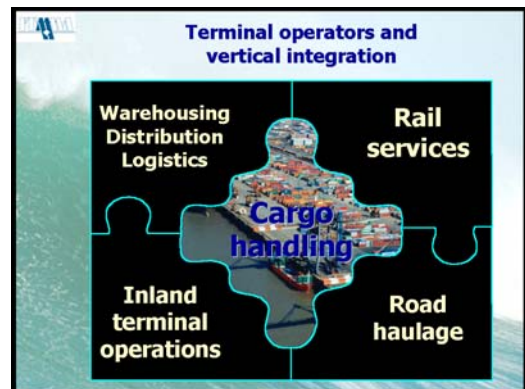 Terminal operators and
vertical integration
Warehousing
Distribution
Logistics
Rail
services
Cargo
handling
Inland
terminal
operations
Road
haulage